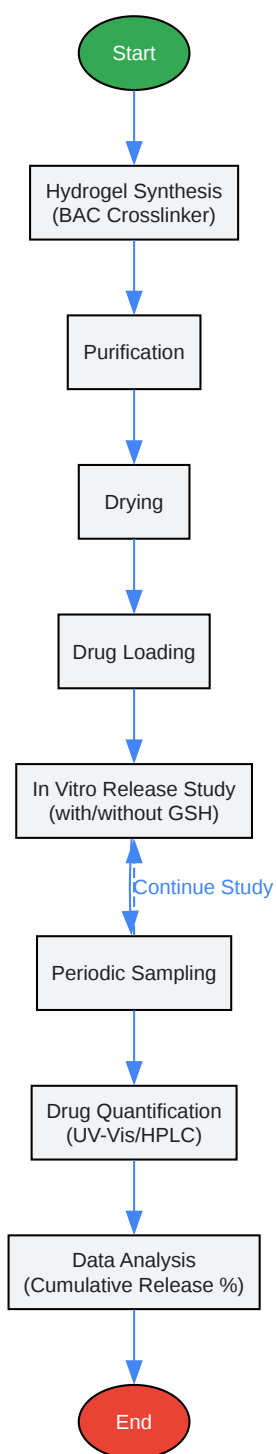 Start
Hydrogel Synthesis
(BAC Crosslinker)
Purification
Drying
Drug Loading
In Vitro Release Study
(with/without GSH)
Continue Study
Periodic Sampling
Drug Quantification
(UV-Vis/HPLC)
Data Analysis
(Cumulative Release %)
End